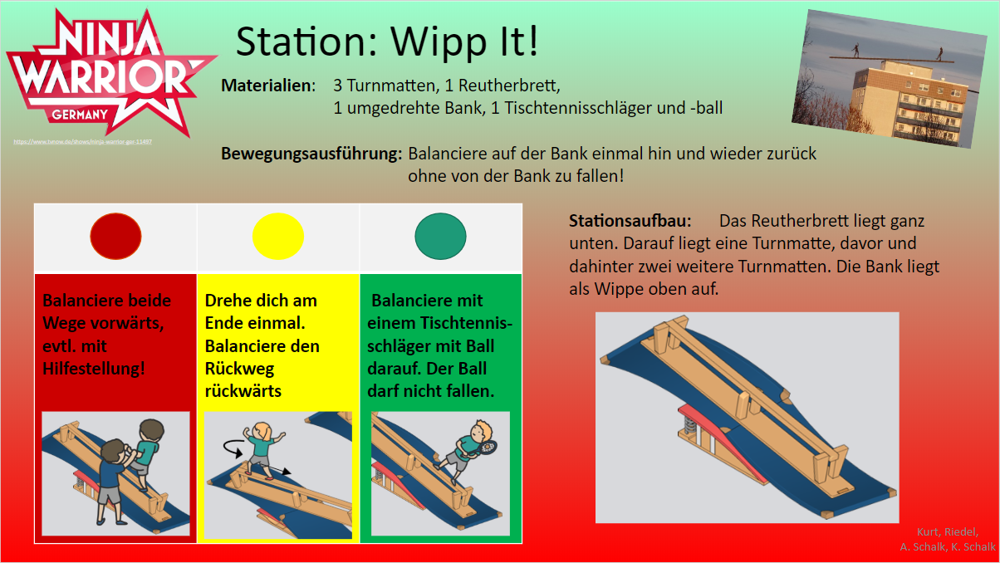 NINJA
WARRIOR
GERMANY
https://www.tvnow.de/shows/ninja-warrior-ger-11497
Station: Wipp It!
Materialien: 3 Turnmatten, 1 Reutherbrett,
1 umgedrehte Bank, 1 Tischtennisschläger und -ball
Bewegungsausführung: Balanciere auf der Bank einmal hin und wieder zurück
ohne von der Bank zu fallen!
Balanciere beide
Wege vorwärts,
evtl. mit
Hilfestellung!
Drehe dich am
Ende einmal.
Balanciere den
Rückweg
rückwärts
Balanciere mit
einem Tischtennis-
schläger mit Ball
darauf. Der Ball
darf nicht fallen.
Stationsaufbau: Das Reutherbrett liegt ganz
unten. Darauf liegt eine Turnmatte, davor und
dahinter zwei weitere Turnmatten. Die Bank liegt
als Wippe oben auf.
Kurt, Riedel,
A. Schalk, K. Schalk